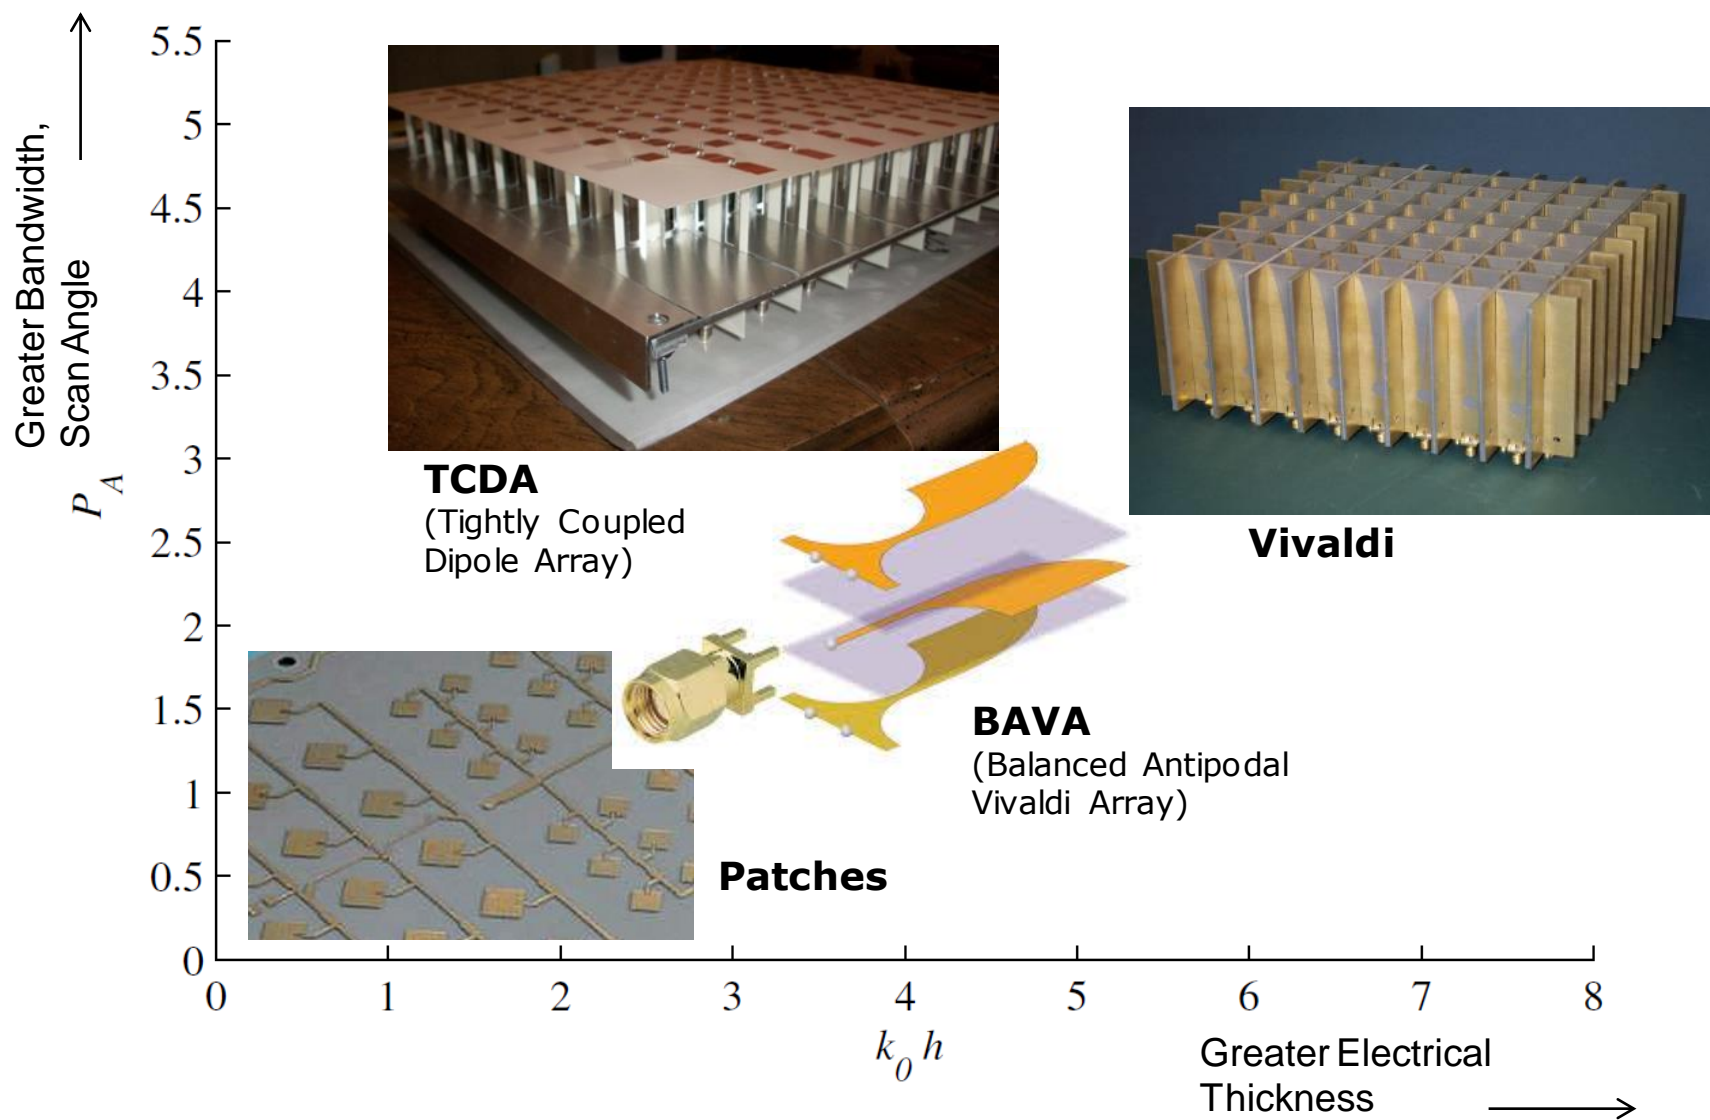 Greater Bandwidth,
Scan Angle
P_A
5.5
5
4.5
4
3.5
3
2.5
2
1.5
1
0.5
0
TCDA
(Tightly Coupled
Dipole Array)
Vivaldi
BAVA
(Balanced Antipodal
Vivaldi Array)
Patches
0 1 2 3 4 5 6 7 8
k_0 h
Greater Electrical
Thickness